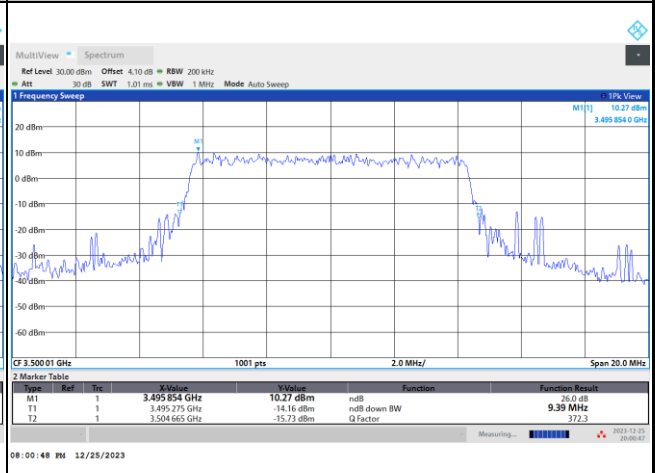 MultiView Spectrum
Ref Level 30.00 dBm Offset 4.10 dB RBW 200 kHz
Att 30 dB SWT 1.01 ms VBW 1 MHz Mode Auto Sweep
1 Frequency Sweep 1Pk View
M1[1] 10.27 dBm
3.495 854 0 GHz
20 dBm
M1
10 dBm
0 dBm
-10 dBm
T1
T2
-20 dBm
-30 dBm
-40 dBm
-50 dBm
-60 dBm
CF 3.500 01 GHz 1001 pts 2.0 MHz/ Span 20.0 MHz
2 Marker Table
Type Ref Trc X-Value Y-Value Function Function Result
M1 1 3.495 854 GHz 10.27 dBm ndB 26.0 dB
T1 1 3.495 275 GHz -14.16 dBm ndB down BW 9.39 MHz
T2 1 3.504 665 GHz -15.73 dBm Q Factor 372.3
Measuring... 2023-12-25
20:00:47
08:00:48 PM 12/25/2023